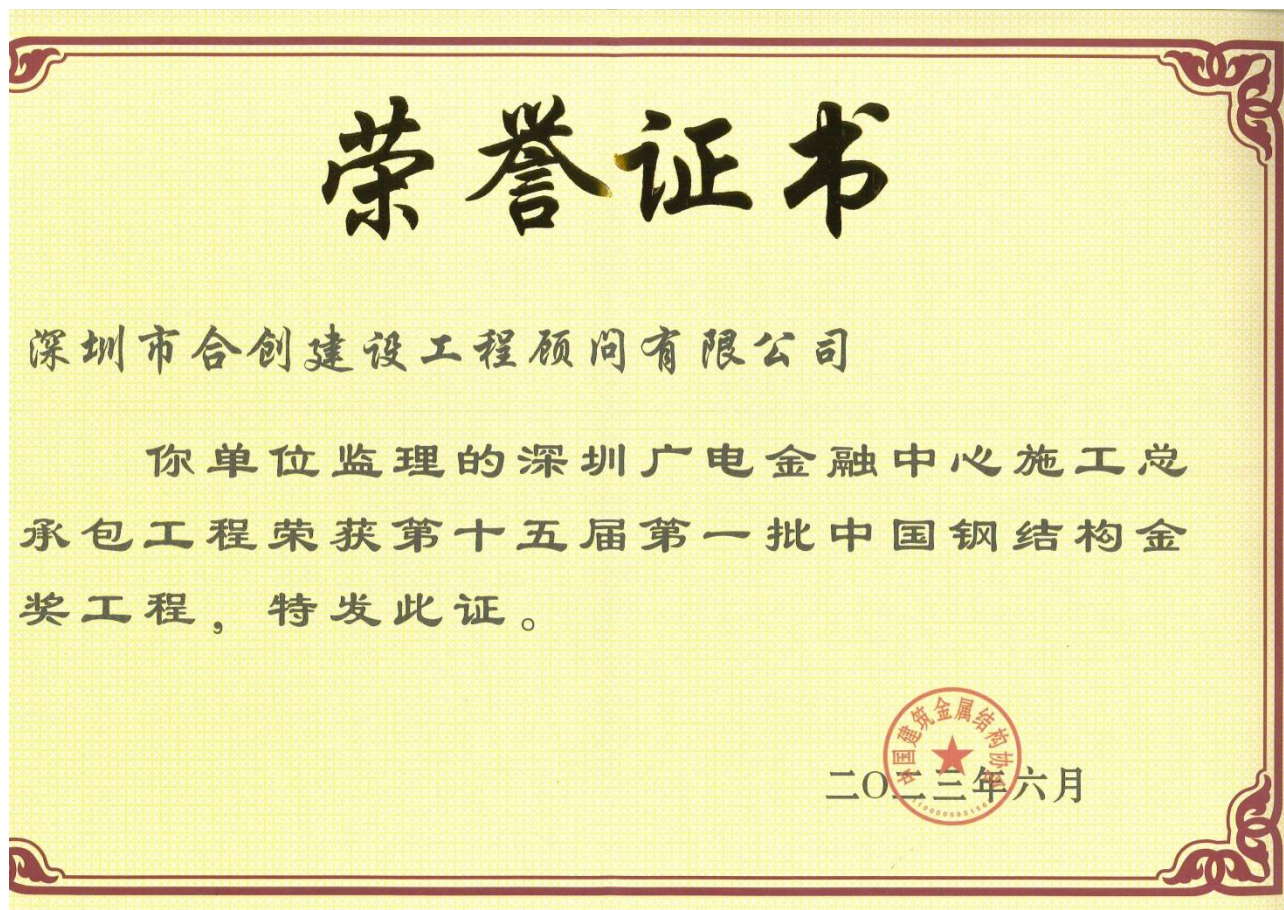 荣誉证书
深圳市合创建设工程顾问有限公司
你单位监理的深圳广电金融中心施工总
承包工程荣获第十五届第一批中国钢结构金
奖工程，特发此证。
中国建筑金属结构协会
二〇二三年六月